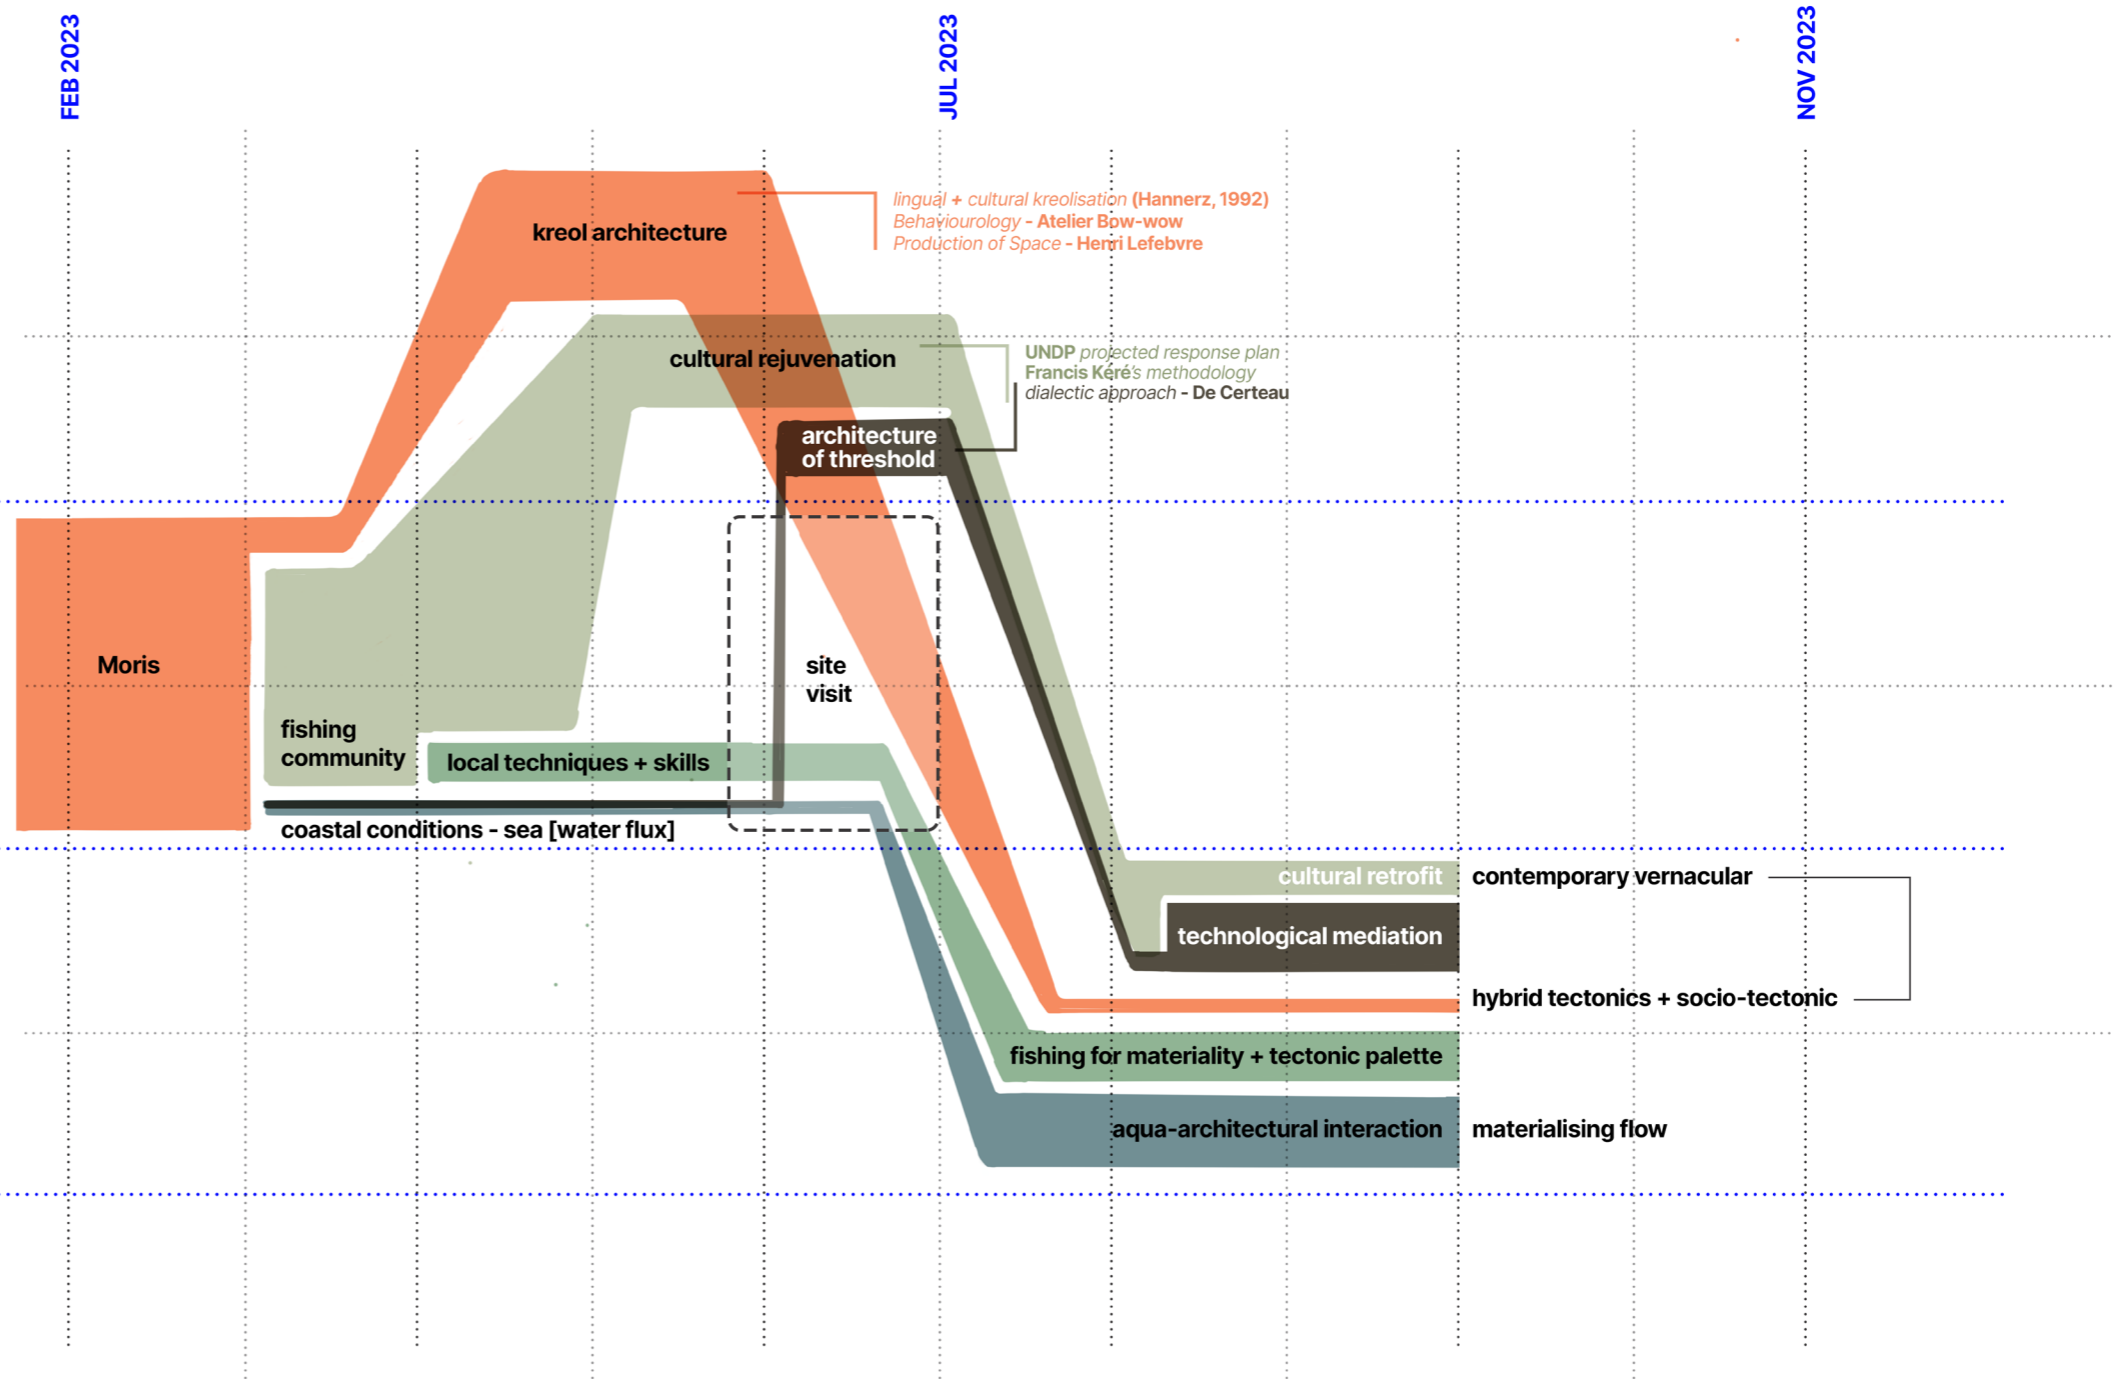 FEB 2023
JUL 2023
NOV 2023
kreol architecture
lingual + cultural kreolisation (Hannerz, 1992)
Behaviourology - Atelier Bow-wow
Production of Space - Henri Lefebvre
cultural rejuvenation
UNDP projected response plan
Francis Kéré's methodology
dialectic approach - De Certeau
architecture
of threshold
Moris
site
visit
fishing
community
local techniques + skills
coastal conditions - sea [water flux]
cultural retrofit
contemporary vernacular
technological mediation
hybrid tectonics + socio-tectonic
fishing for materiality + tectonic palette
aqua-architectural interaction
materialising flow